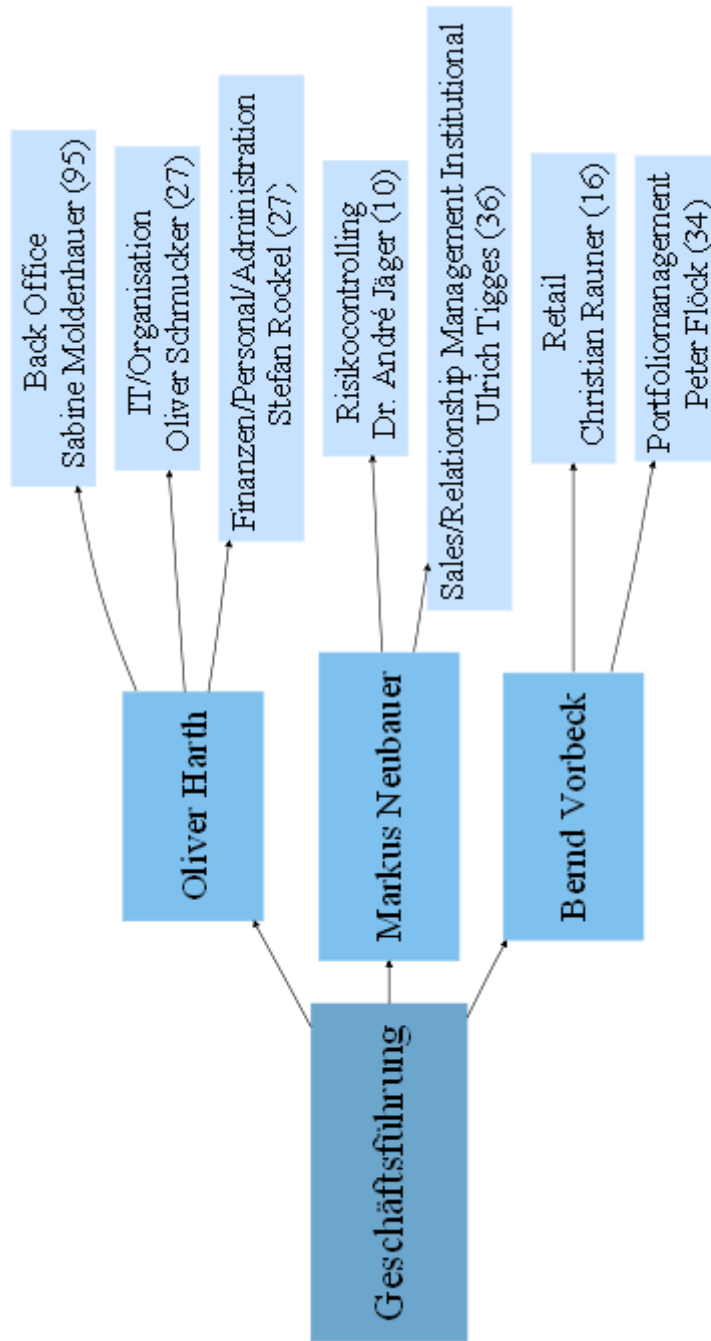 Geschäftsführung
Oliver Harth
Markus Neubauer
Bernd Vorbeck
Back Office
Sabine Moldenhauer (95)
IT/Organisation
Oliver Schmucker (27)
Finanzen/Personal/Administration
Stefan Rockel (27)
Risikocontrolling
Dr. André Jäger (10)
Sales/Relationship Management Institutional
Ulrich Tigges (36)
Retail
Christian Rauner (16)
Portfoliomanagement
Peter Flöck (34)